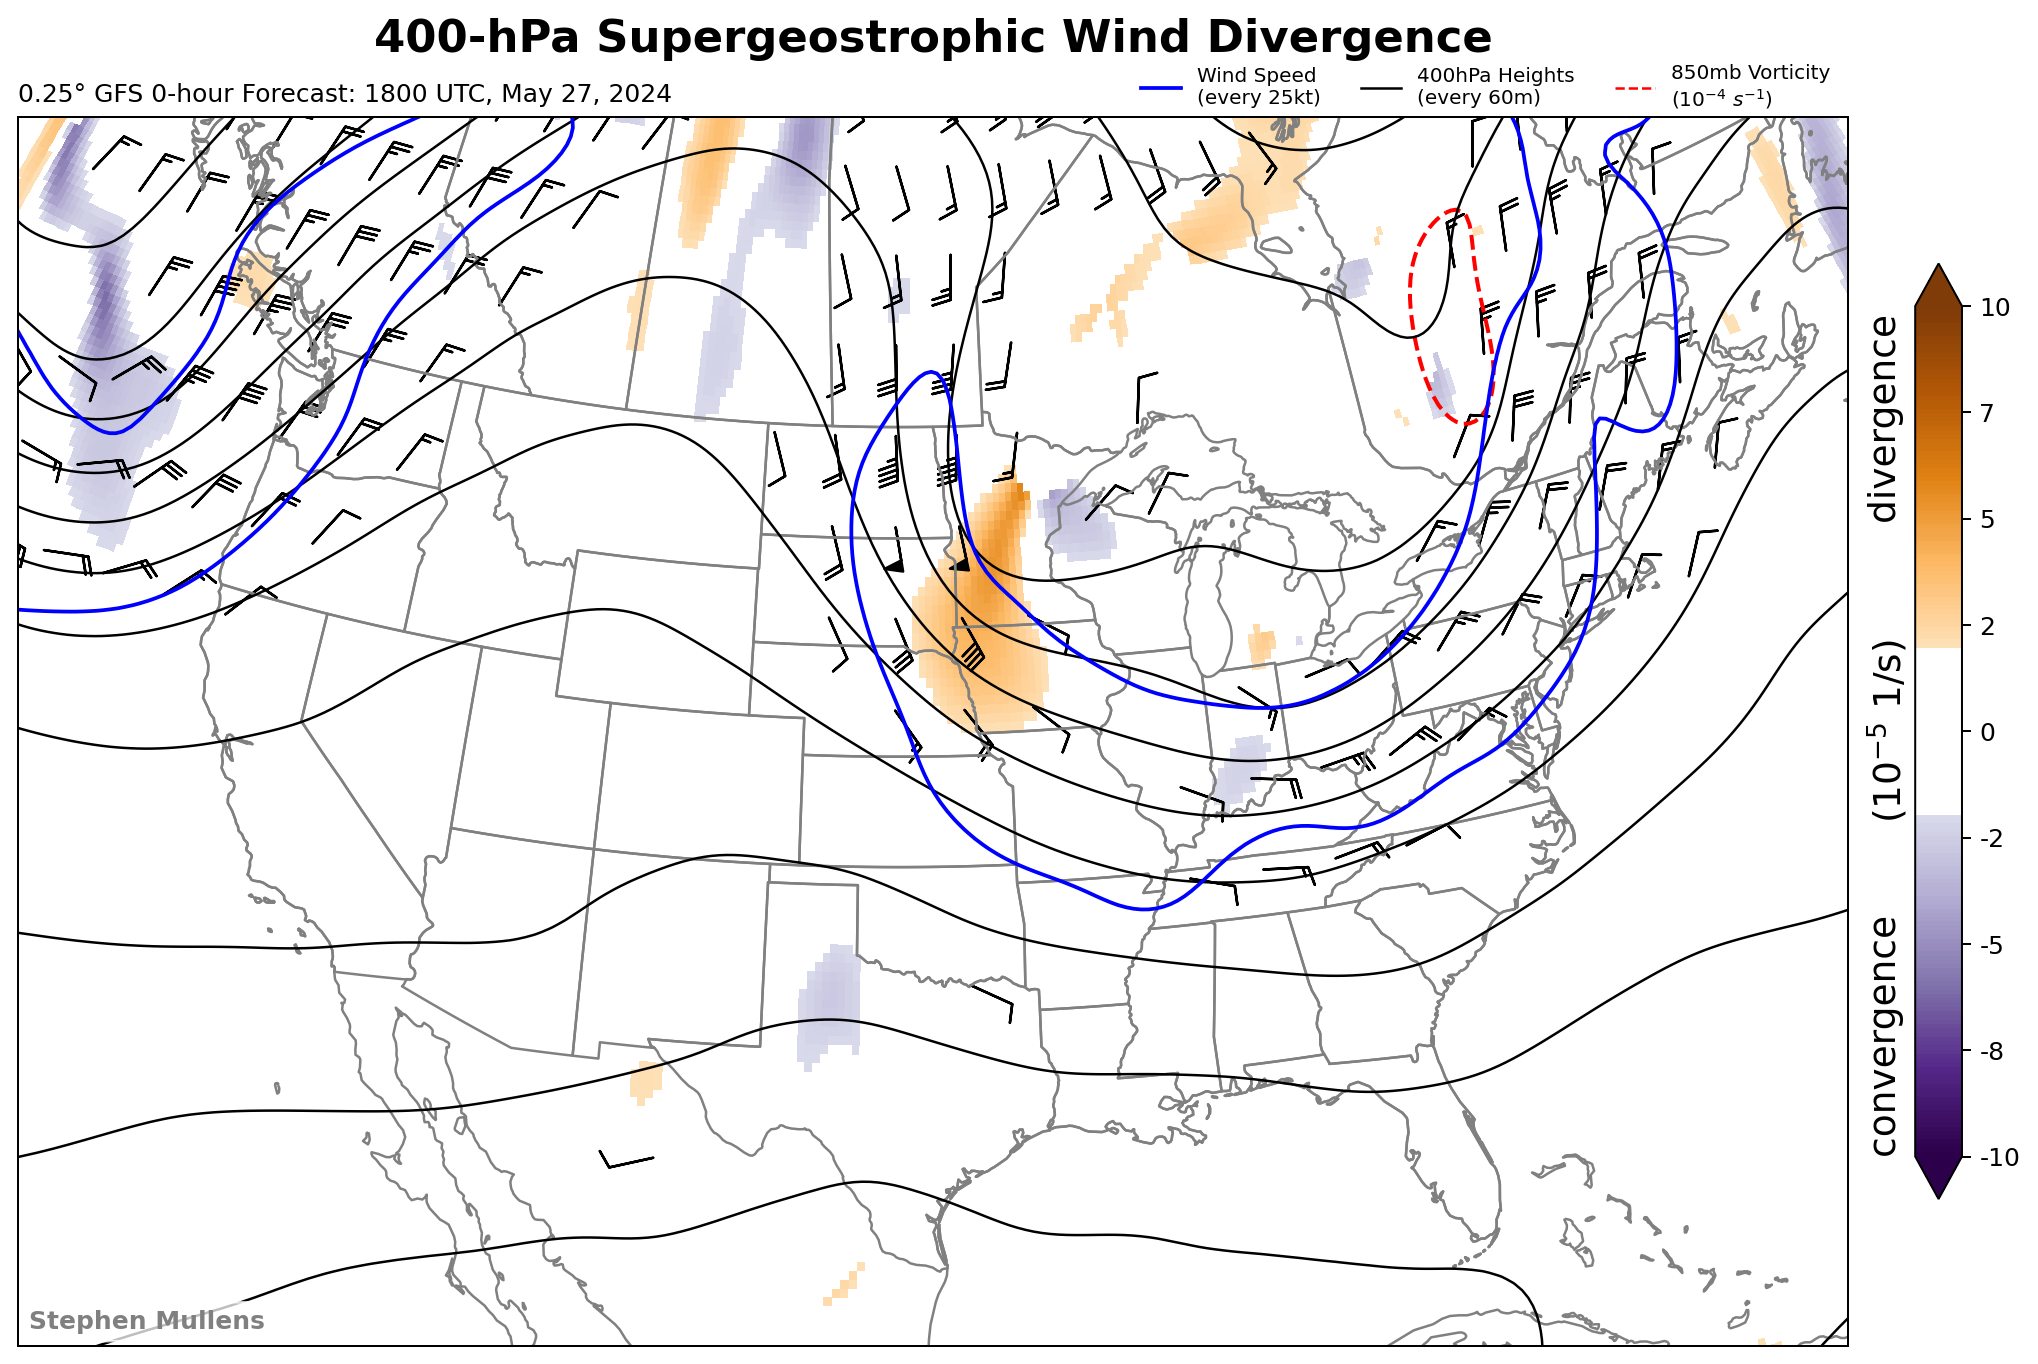 400-hPa Supergeostrophic Wind Divergence
0.25° GFS 0-hour Forecast: 1800 UTC, May 27, 2024
Wind Speed
(every 25kt)
400hPa Heights
(every 60m)
850mb Vorticity
(10⁻⁴ s⁻¹)
10
7
5
2
0
-2
-5
-8
-10
convergence (10⁻⁵ 1/s) divergence
Stephen Mullens